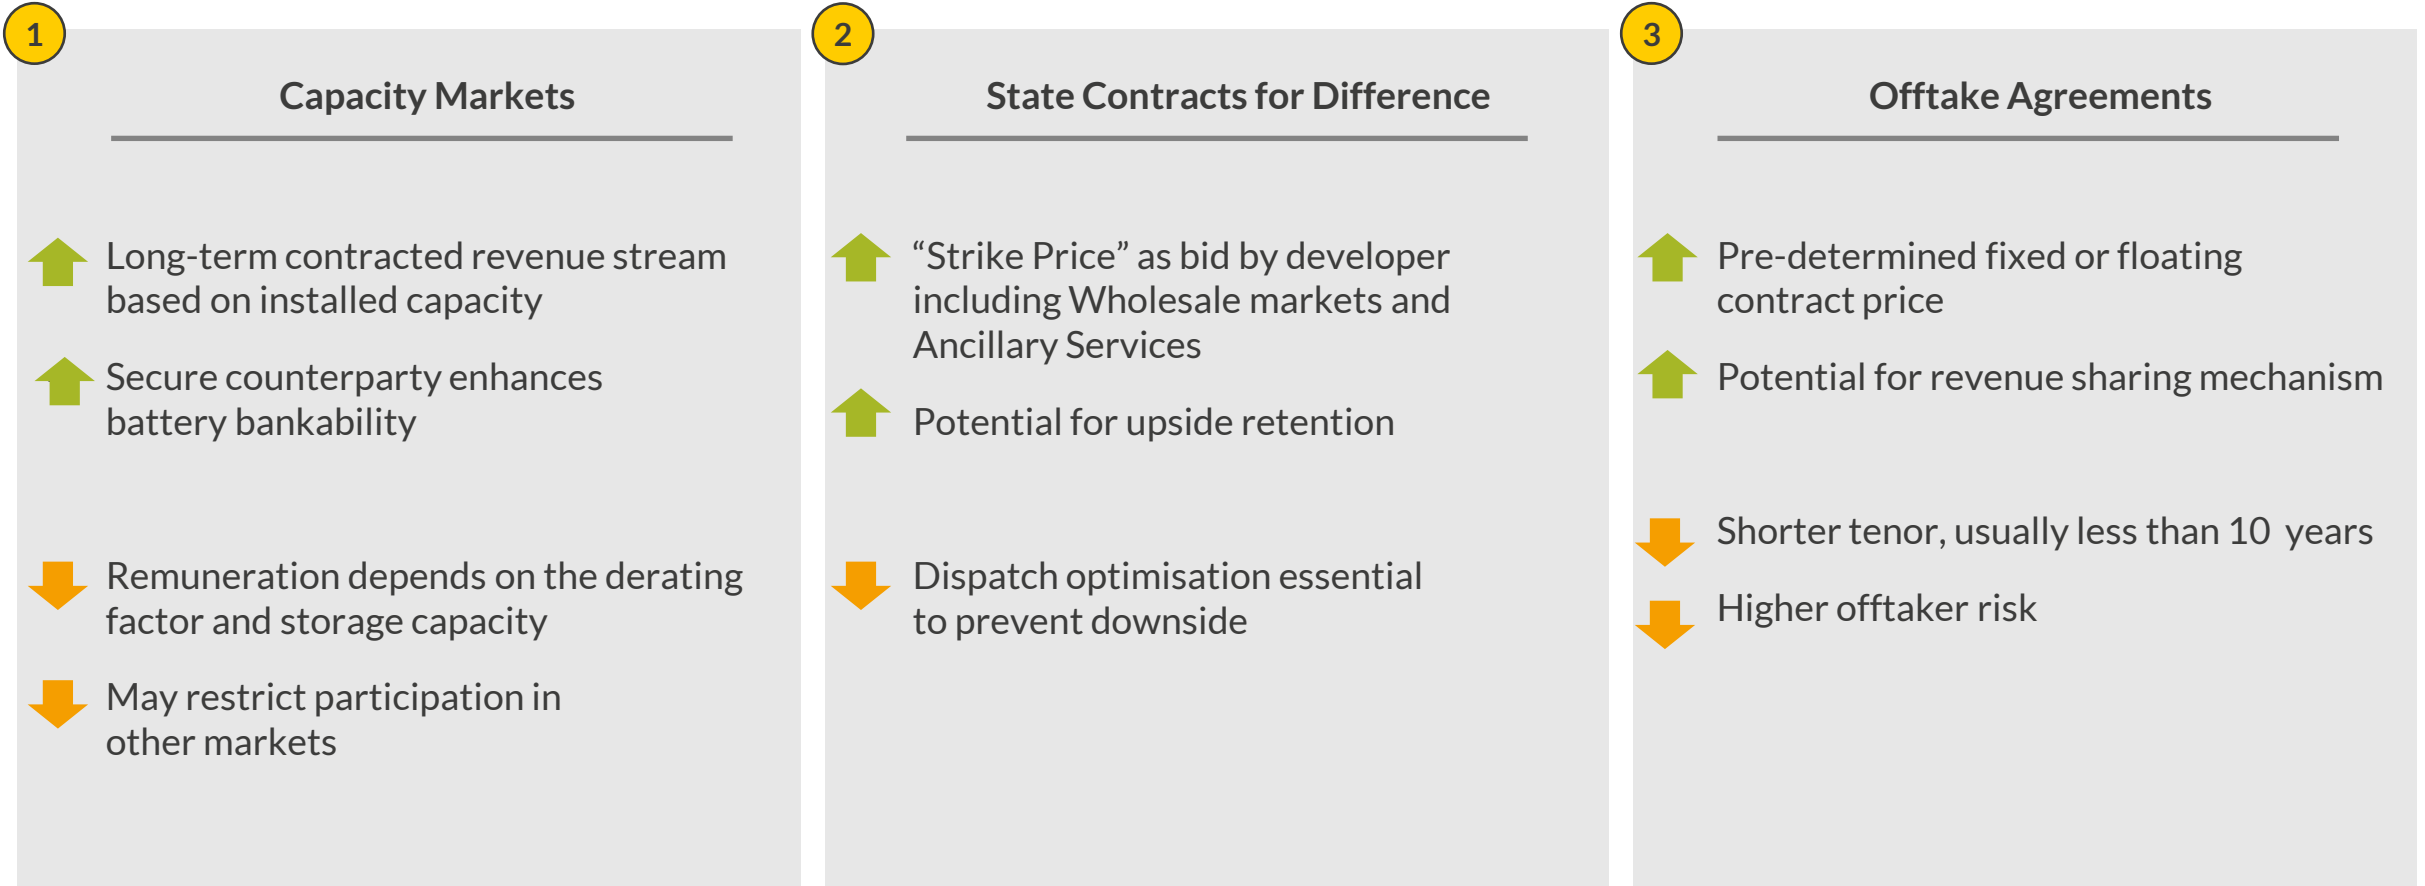 1
Capacity Markets
Long-term contracted revenue stream
based on installed capacity
Secure counterparty enhances
battery bankability
Remuneration depends on the derating
factor and storage capacity
May restrict participation in
other markets
2
State Contracts for Difference
“Strike Price” as bid by developer
including Wholesale markets and
Ancillary Services
Potential for upside retention
Dispatch optimisation essential
to prevent downside
3
Offtake Agreements
Pre-determined fixed or floating
contract price
Potential for revenue sharing mechanism
Shorter tenor, usually less than 10 years
Higher offtaker risk